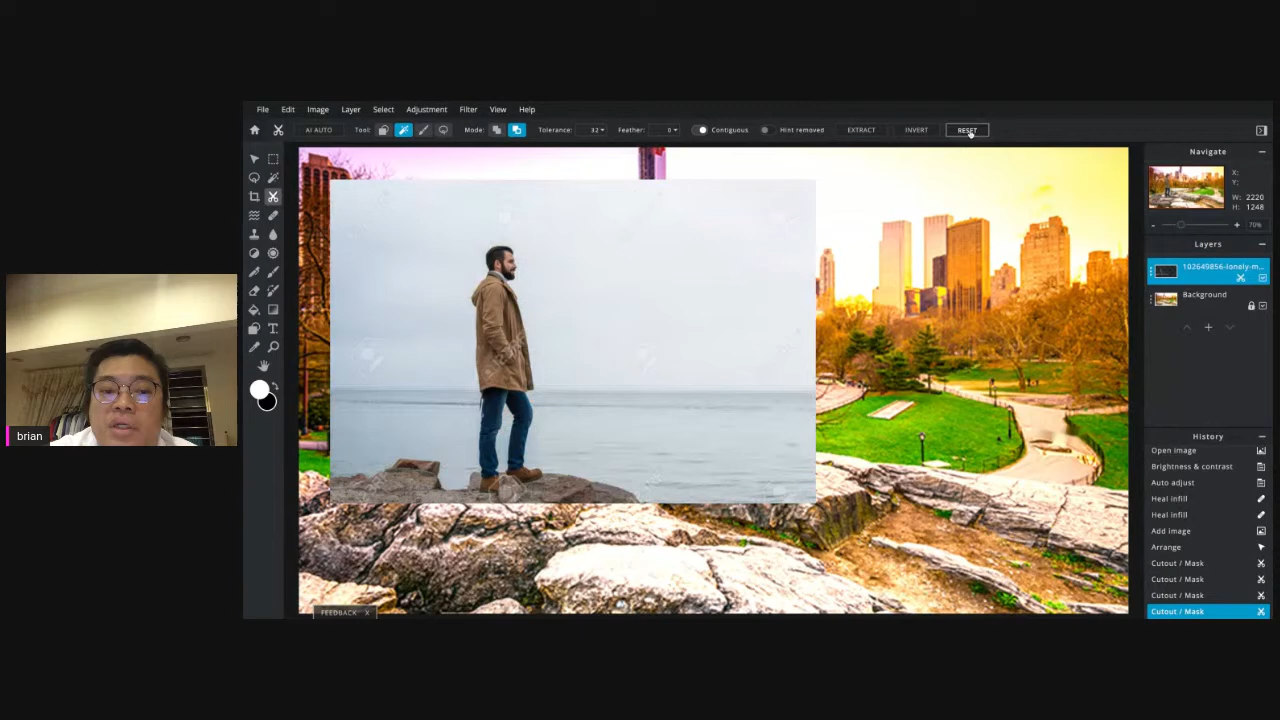 File Edit Image Layer Select Adjustment Filter View Help
AI AUTO Tool: Mode: Tolerance: 32 Feather: 0 Contiguous Hint removed EXTRACT INVERT RESET
Navigate
X:
Y:
W: 2220
H: 1248
- + 70%
Layers
102649856-lonely-m...
Background
History
Open image
Brightness & contrast
Auto adjust
Heal infill
Heal infill
Add image
Arrange
Cutout / Mask
Cutout / Mask
Cutout / Mask
Cutout / Mask
FEEDBACK X
brian